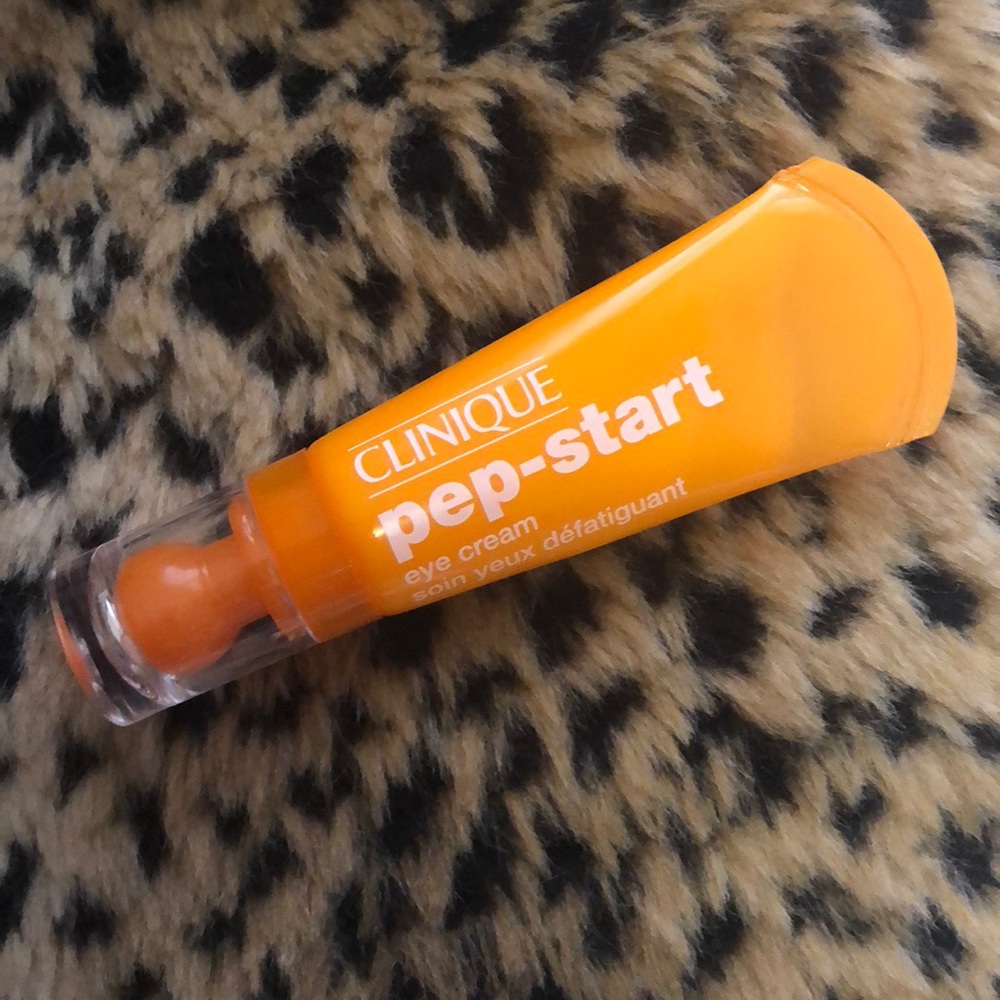 CLINIQUE
pep-start
eye cream
soin yeux défatiguant